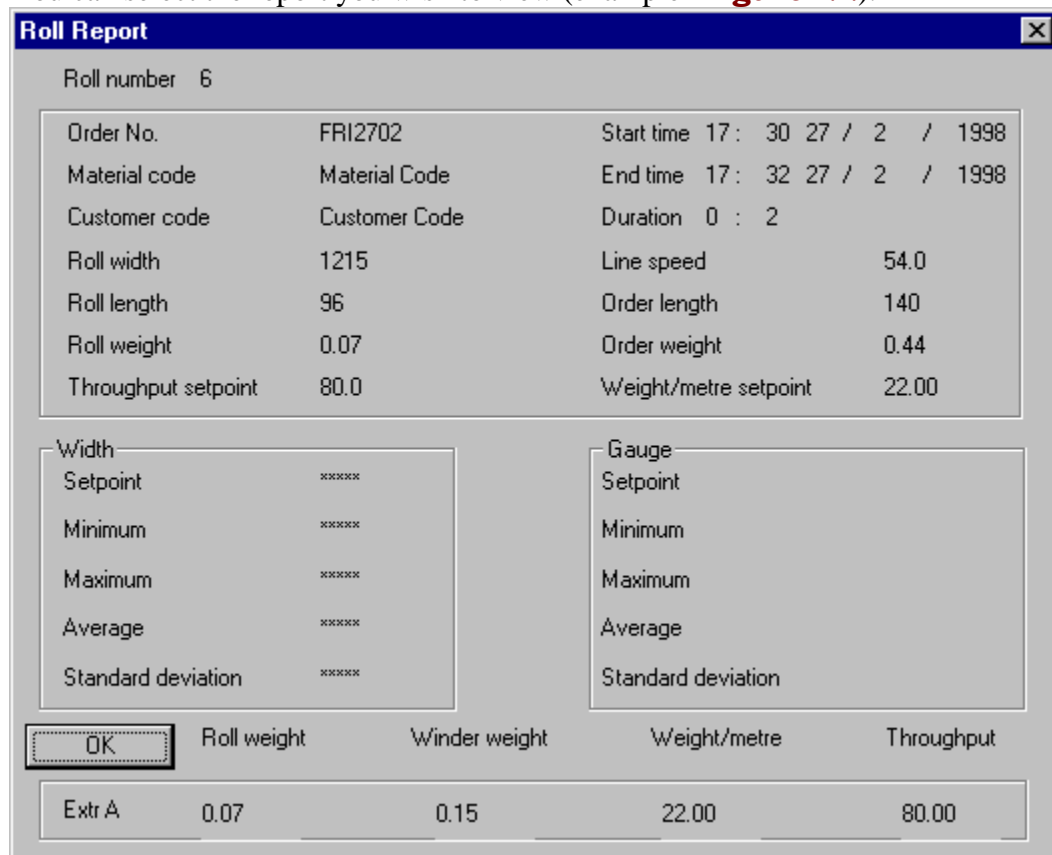 Roll Report
Roll number 6
Order No. FRI2702 Start time 17 : 30 27 / 2 / 1998
Material code Material Code End time 17 : 32 27 / 2 / 1998
Customer code Customer Code Duration 0 : 2
Roll width 1215 Line speed 54.0
Roll length 96 Order length 140
Roll weight 0.07 Order weight 0.44
Throughput setpoint 80.0 Weight/metre setpoint 22.00
Width Gauge
Setpoint ***** Setpoint
Minimum ***** Minimum
Maximum ***** Maximum
Average ***** Average
Standard deviation ***** Standard deviation
OK Roll weight Winder weight Weight/metre Throughput
Extr A 0.07 0.15 22.00 80.00